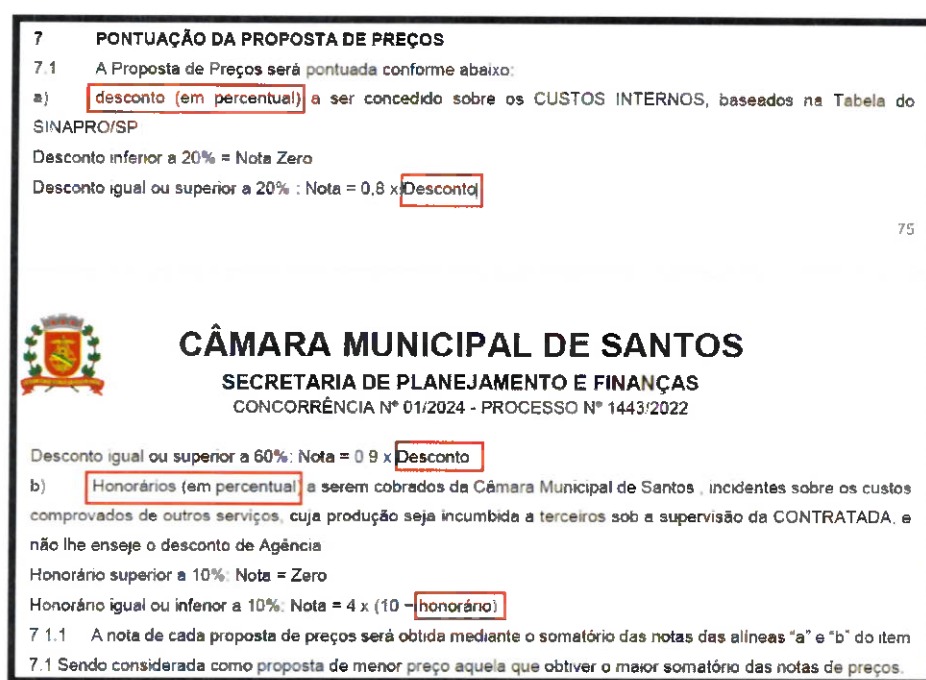 7 PONTUAÇÃO DA PROPOSTA DE PREÇOS
7.1 A Proposta de Preços será pontuada conforme abaixo:
a) desconto (em percentual) a ser concedido sobre os CUSTOS INTERNOS, baseados na Tabela do
SINAPRO/SP
Desconto inferior a 20% = Nota Zero
Desconto igual ou superior a 20% : Nota = 0,8 x Desconto
75
CÂMARA MUNICIPAL DE SANTOS
SECRETARIA DE PLANEJAMENTO E FINANÇAS
CONCORRÊNCIA Nº 01/2024 - PROCESSO Nº 1443/2022
Desconto igual ou superior a 60%: Nota = 0 9 x Desconto
b) Honorários (em percentual) a serem cobrados da Câmara Municipal de Santos , incidentes sobre os custos
comprovados de outros serviços, cuja produção seja incumbida a terceiros sob a supervisão da CONTRATADA, e
não lhe enseje o desconto de Agência
Honorário superior a 10%: Nota = Zero
Honorário igual ou inferior a 10%: Nota = 4 x (10 – honorário)
7 1.1 A nota de cada proposta de preços será obtida mediante o somatório das notas das alíneas "a" e "b" do item
7.1 Sendo considerada como proposta de menor preço aquela que obtiver o maior somatório das notas de preços.